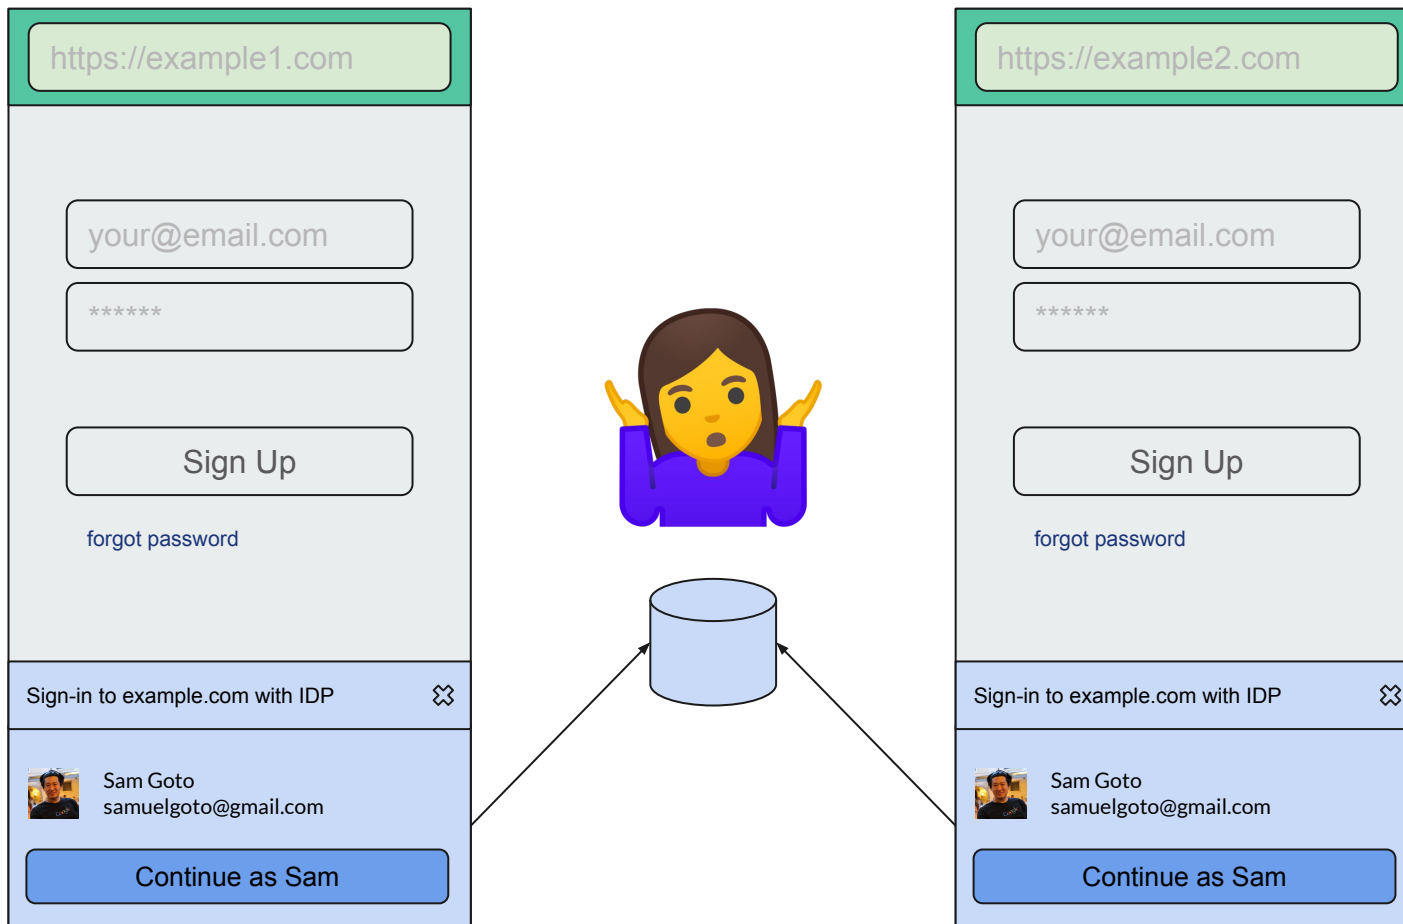 https://example1.com
your@email.com
******
Sign Up
forgot password
Sign-in to example.com with IDP
Sam Goto
samuelgoto@gmail.com
Continue as Sam
https://example2.com
your@email.com
******
Sign Up
forgot password
Sign-in to example.com with IDP
Sam Goto
samuelgoto@gmail.com
Continue as Sam